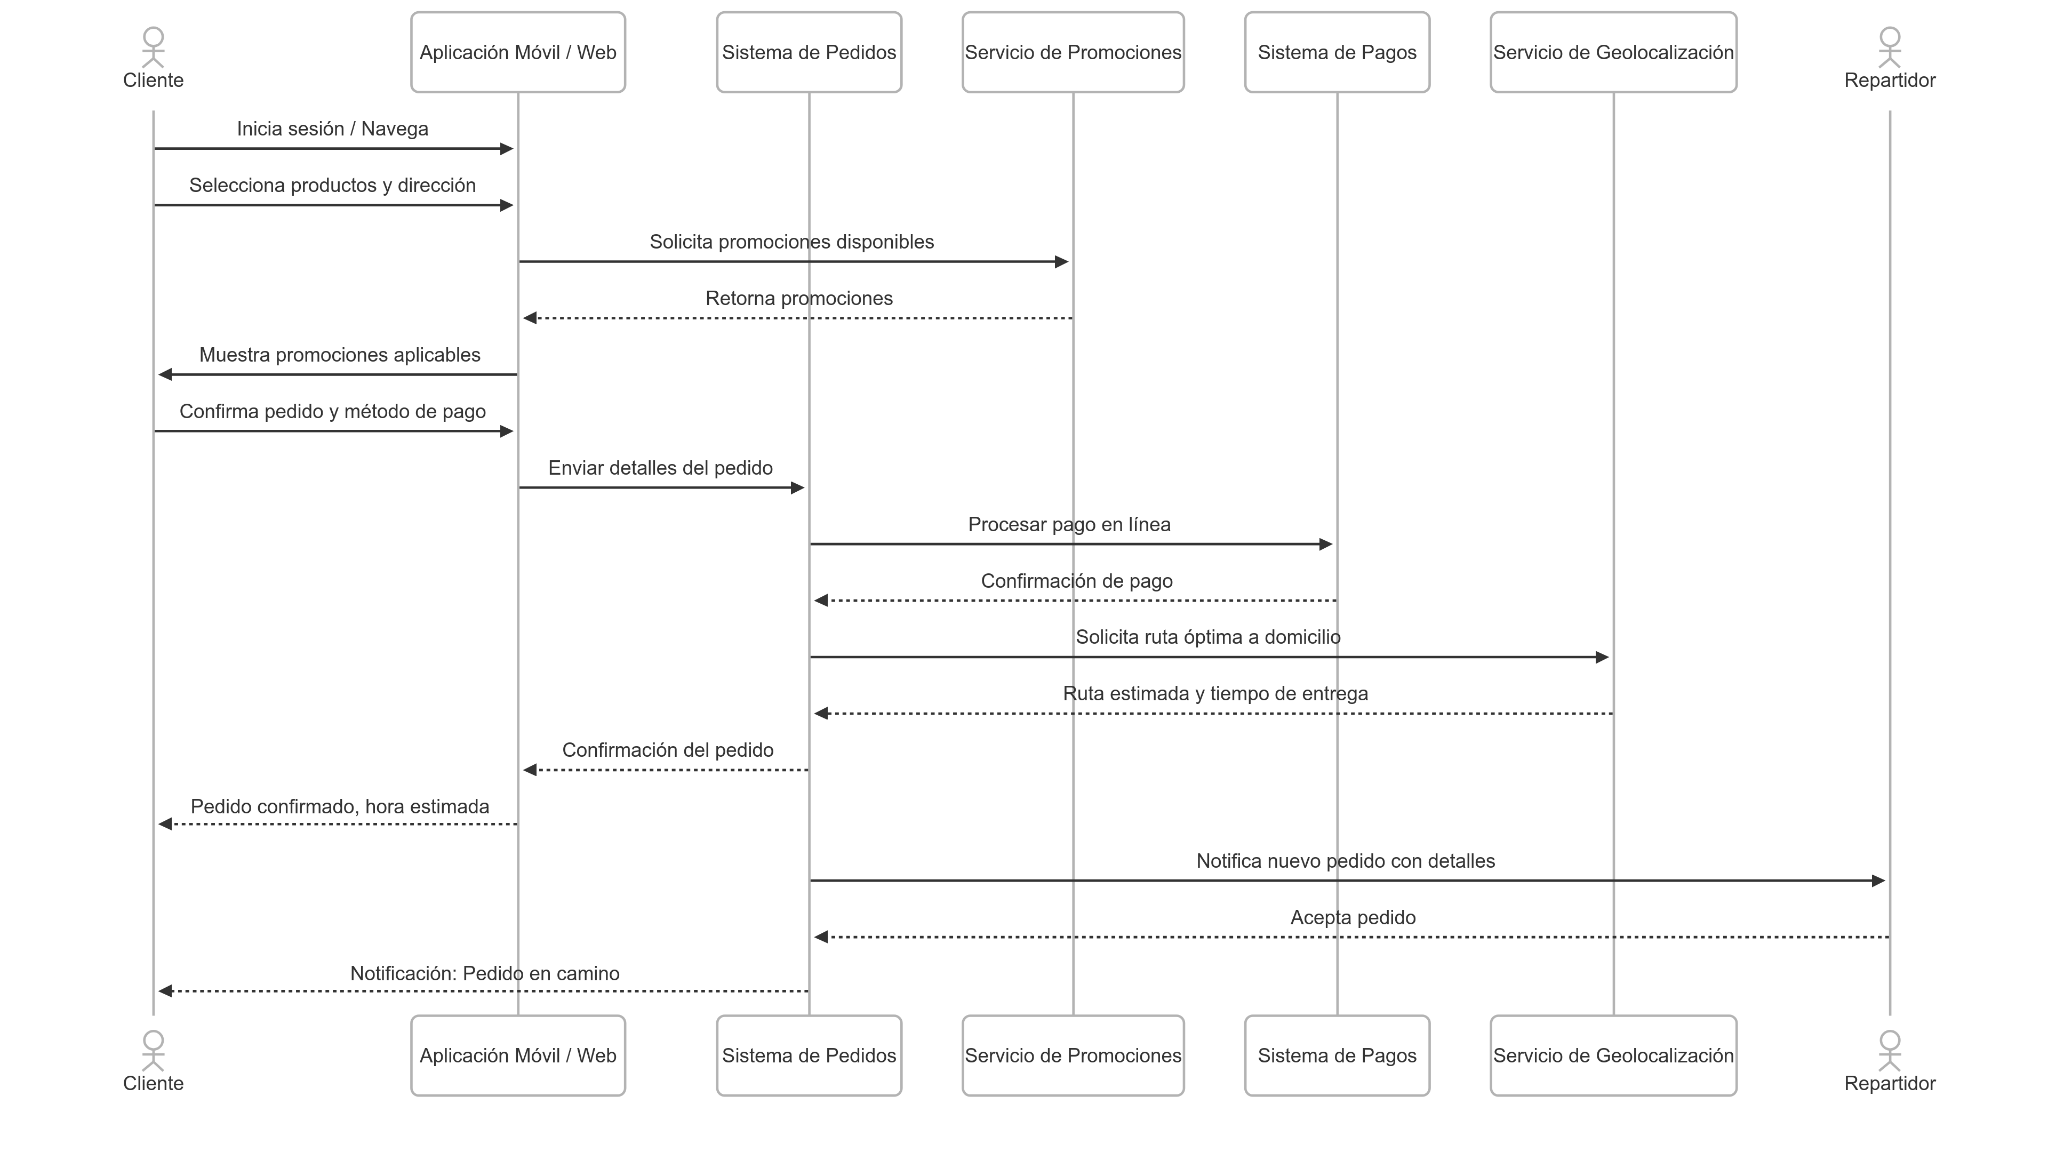 Cliente
Aplicación Móvil / Web
Sistema de Pedidos
Servicio de Promociones
Sistema de Pagos
Servicio de Geolocalización
Repartidor
Inicia sesión / Navega
Selecciona productos y dirección
Solicita promociones disponibles
Retorna promociones
Muestra promociones aplicables
Confirma pedido y método de pago
Enviar detalles del pedido
Procesar pago en línea
Confirmación de pago
Solicita ruta óptima a domicilio
Ruta estimada y tiempo de entrega
Confirmación del pedido
Pedido confirmado, hora estimada
Notifica nuevo pedido con detalles
Acepta pedido
Notificación: Pedido en camino
Cliente
Aplicación Móvil / Web
Sistema de Pedidos
Servicio de Promociones
Sistema de Pagos
Servicio de Geolocalización
Repartidor